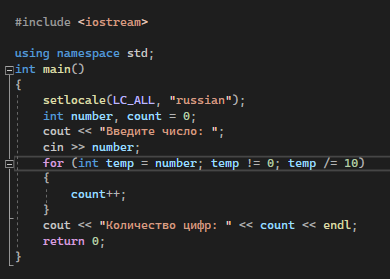 #include <iostream>
using namespace std;
int main()
{
setlocale(LC_ALL, "russian");
int number, count = 0;
cout << "Введите число: ";
cin >> number;
for (int temp = number; temp != 0; temp /= 10)
{
count++;
}
cout << "Количество цифр: " << count << endl;
return 0;
}